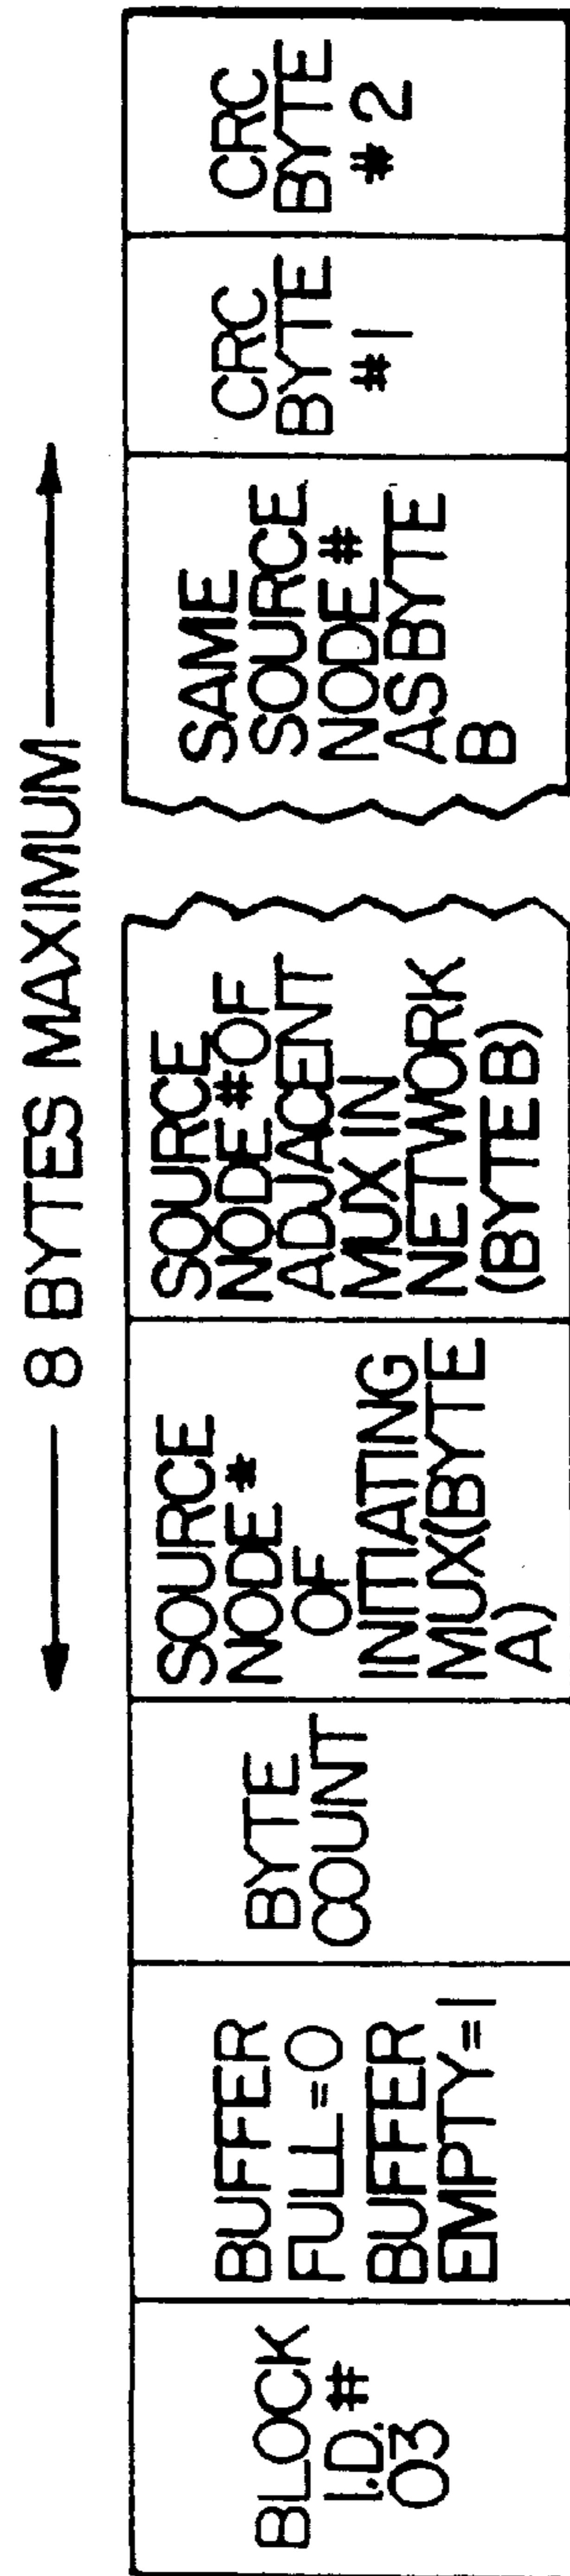 8 BYTES MAXIMUM
BLOCK
I.D. #
03
BUFFER
FULL=0
BUFFER
EMPTY=1
BYTE
COUNT
SOURCE
NODE #
OF
INITIATING
MUX(BYTE
A)
SOURCE
NODE # OF
ADJACENT
MUX IN
NETWORK
(BYTE B)
SAME
SOURCE
NODE #
AS BYTE
B
CRC
BYTE
#1
CRC
BYTE
#2